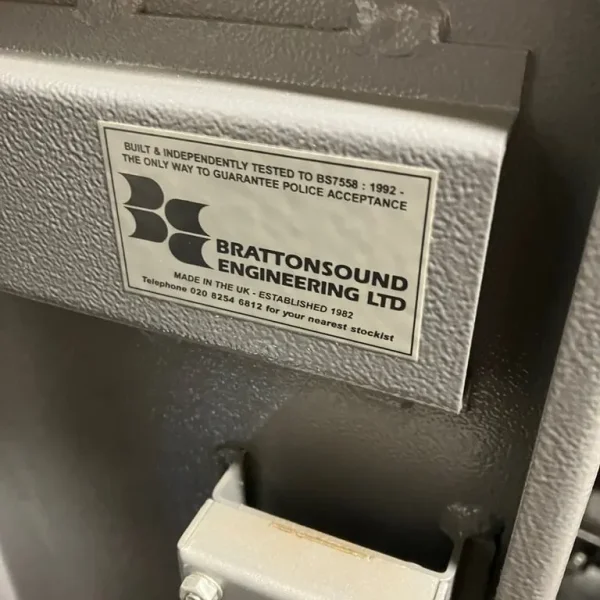 BUILT & INDEPENDENTLY TESTED TO BS7558 : 1992 -
THE ONLY WAY TO GUARANTEE POLICE ACCEPTANCE
BRATTONSOUND
ENGINEERING LTD
MADE IN THE UK - ESTABLISHED 1982
Telephone 020 8254 6812 for your nearest stockist